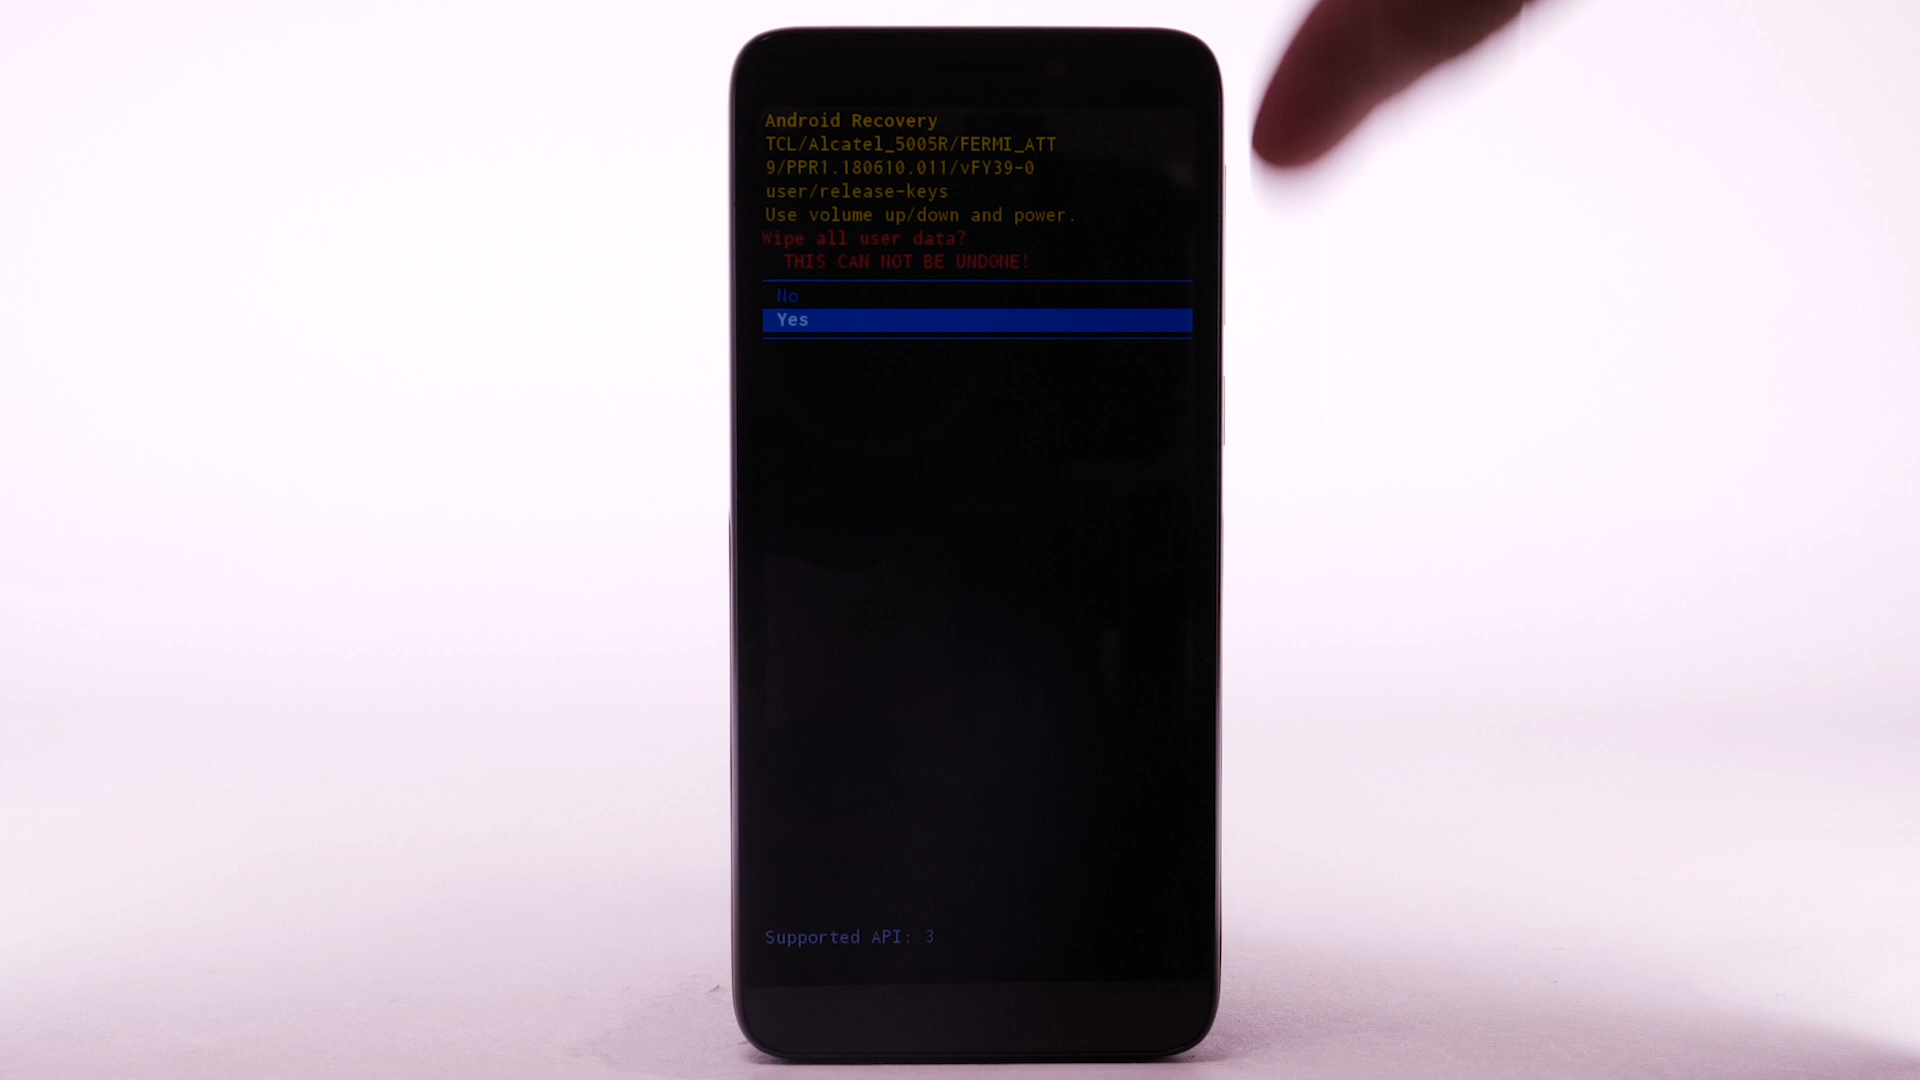 Android Recovery
TCL/Alcatel_5005R/FERMI_ATT
9/PPR1.180610.011/vFY39-0
user/release-keys
Use volume up/down and power.
Wipe all user data?
THIS CAN NOT BE UNDONE!
No
Yes
Supported API: 3